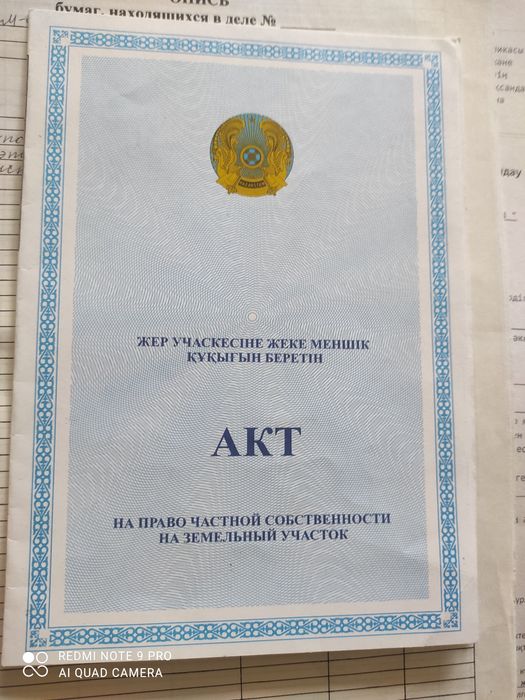 ОПИСЬ
бумаг, находящихся в деле №
ЖЕР УЧАСКЕСІНЕ ЖЕКЕ МЕНШІК
ҚҰҚЫҒЫН БЕРЕТІН
АКТ
НА ПРАВО ЧАСТНОЙ СОБСТВЕННОСТИ
НА ЗЕМЕЛЬНЫЙ УЧАСТОК
REDMI NOTE 9 PRO
AI QUAD CAMERA